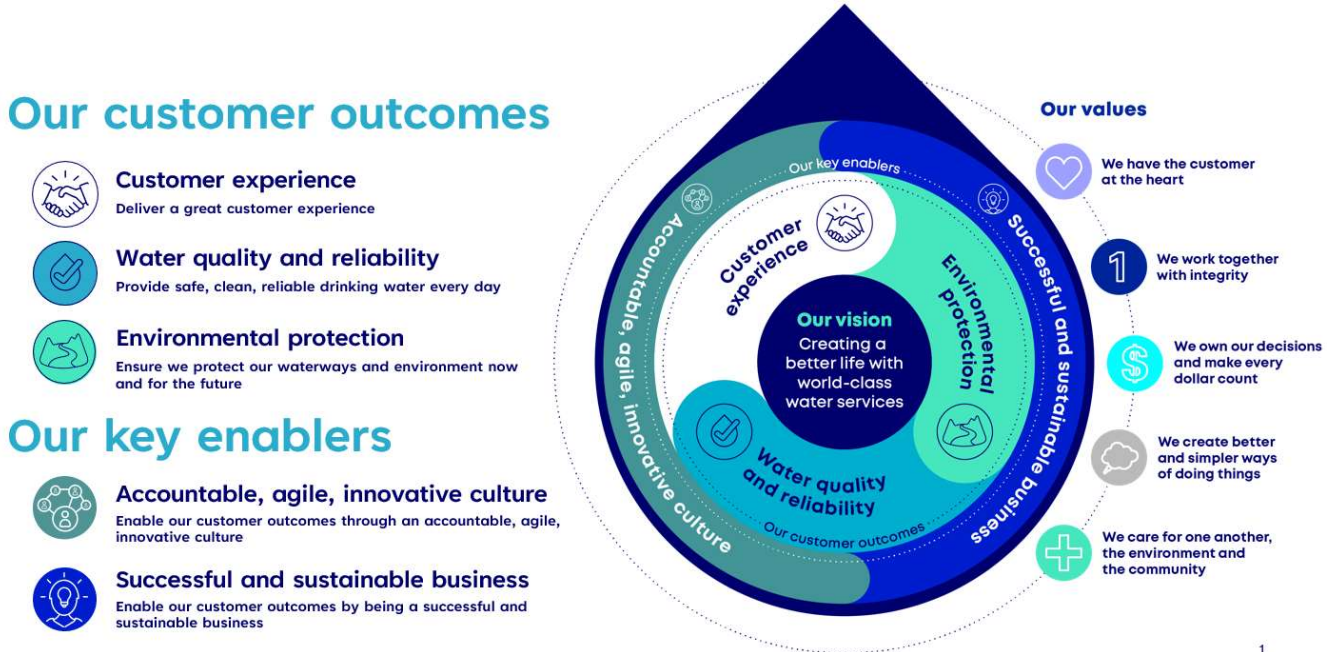 Our customer outcomes
Customer experience
Deliver a great customer experience
Water quality and reliability
Provide safe, clean, reliable drinking water every day
Environmental protection
Ensure we protect our waterways and environment now
and for the future
Our key enablers
Accountable, agile, innovative culture
Enable our customer outcomes through an accountable, agile,
innovative culture
Successful and sustainable business
Enable our customer outcomes by being a successful and
sustainable business
Our key enablers
Accountable, agile, innovative culture
Successful and sustainable business
Customer
experience
Environmental
protection
Water quality
and reliability
Our customer outcomes
Our vision
Creating a
better life with
world-class
water services
Our values
We have the customer
at the heart
1
We work together
with integrity
$
We own our decisions
and make every
dollar count
We create better
and simpler ways
of doing things
We care for one another,
the environment and
the community
1